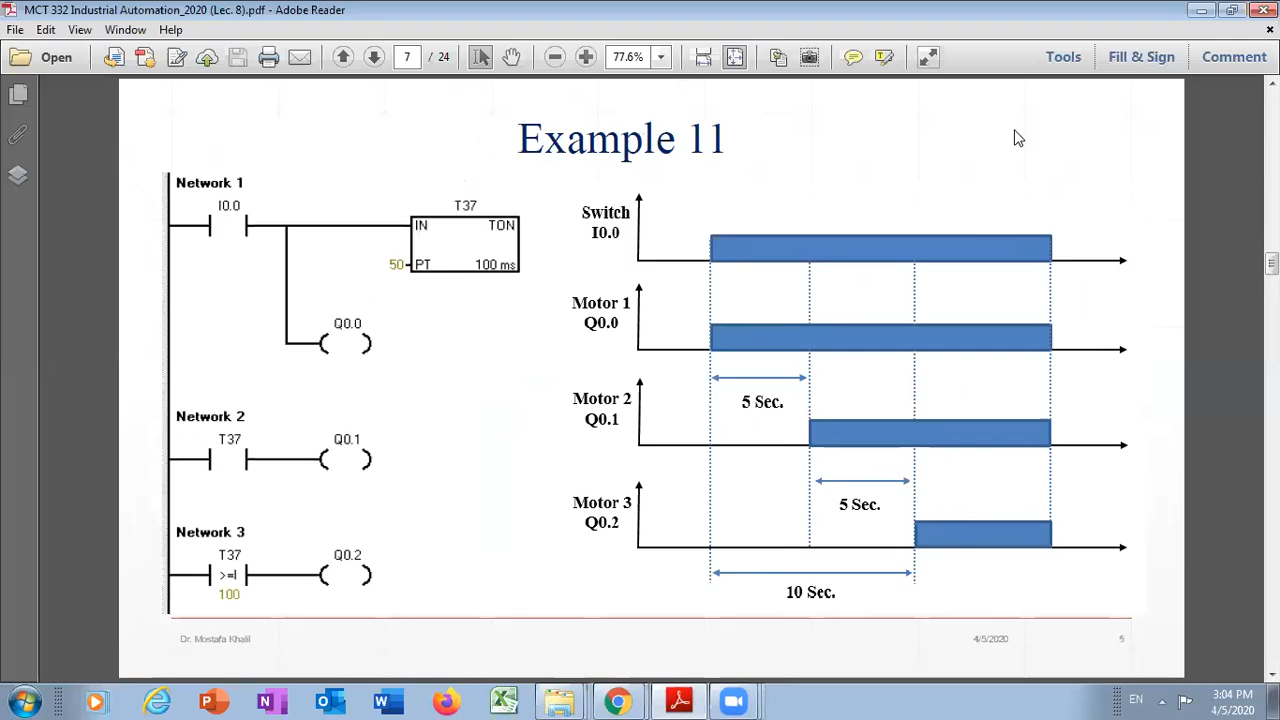 MCT 332 Industrial Automation_2020 (Lec. 8).pdf - Adobe Reader
File Edit View Window Help
Open 7 / 24 77.6% Tools Fill & Sign Comment
Example 11
Network 1
I0.0
T37
IN TON
50 PT 100 ms
Q0.0
Network 2
T37 Q0.1
Network 3
T37 Q0.2
>=I
100
Switch
I0.0
Motor 1
Q0.0
5 Sec.
Motor 2
Q0.1
5 Sec.
Motor 3
Q0.2
10 Sec.
Dr. Mostafa Khalil 4/5/2020 5
EN 3:04 PM
4/5/2020